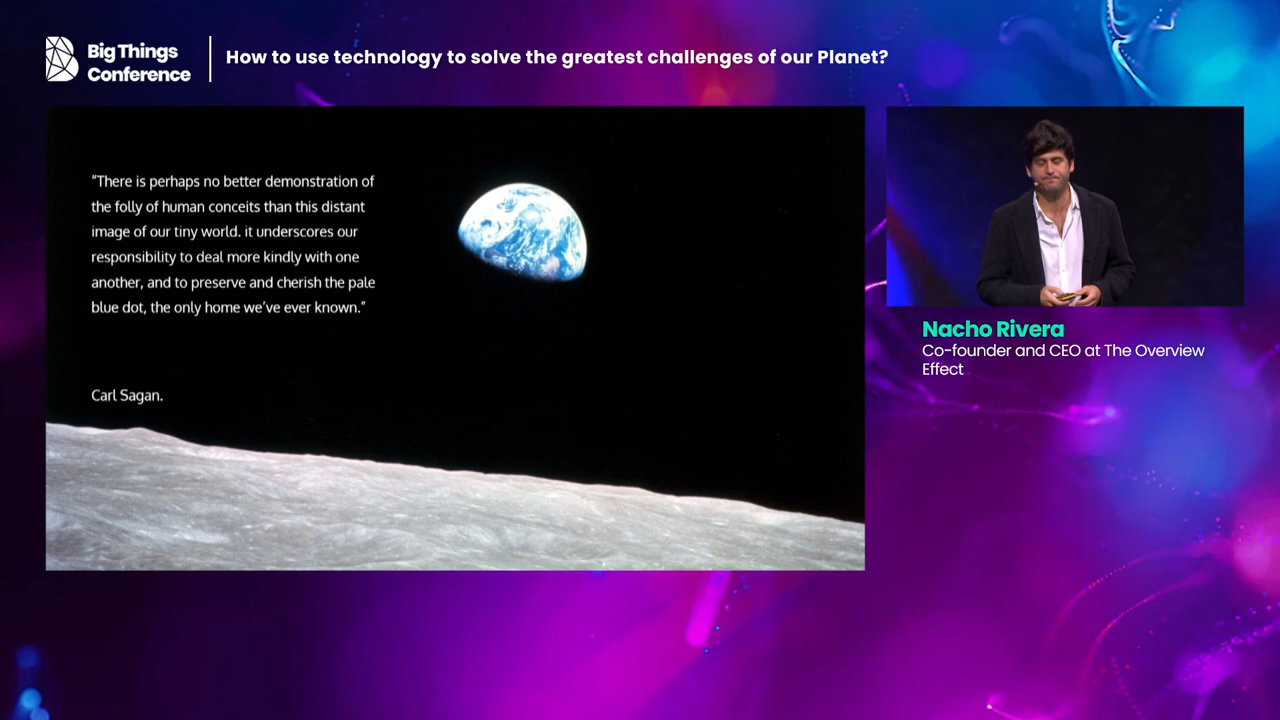 Big Things
Conference
How to use technology to solve the greatest challenges of our Planet?
“There is perhaps no better demonstration of
the folly of human conceits than this distant
image of our tiny world. it underscores our
responsibility to deal more kindly with one
another, and to preserve and cherish the pale
blue dot, the only home we’ve ever known.”
Carl Sagan.
Nacho Rivera
Co-founder and CEO at The Overview
Effect